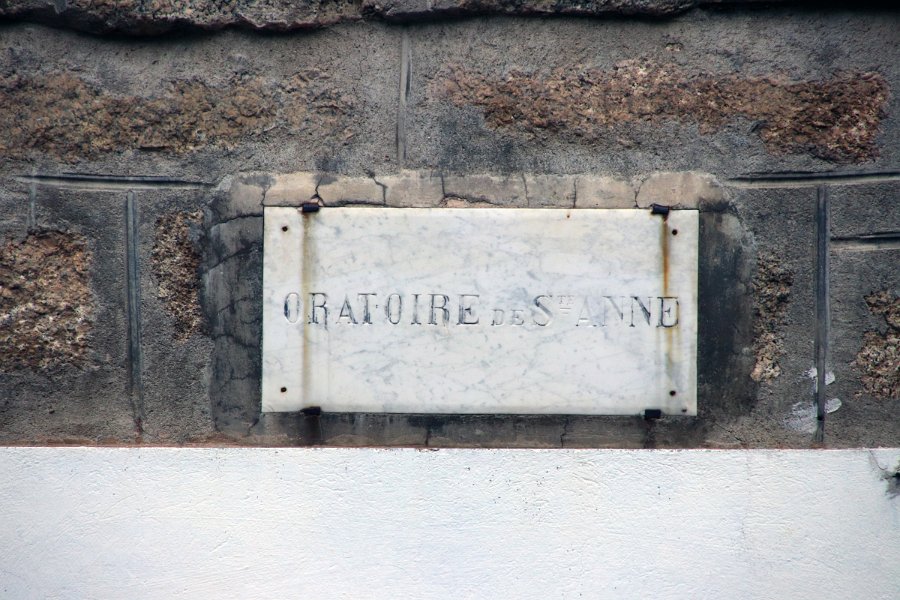 ORATOIRE DE STE ANNE